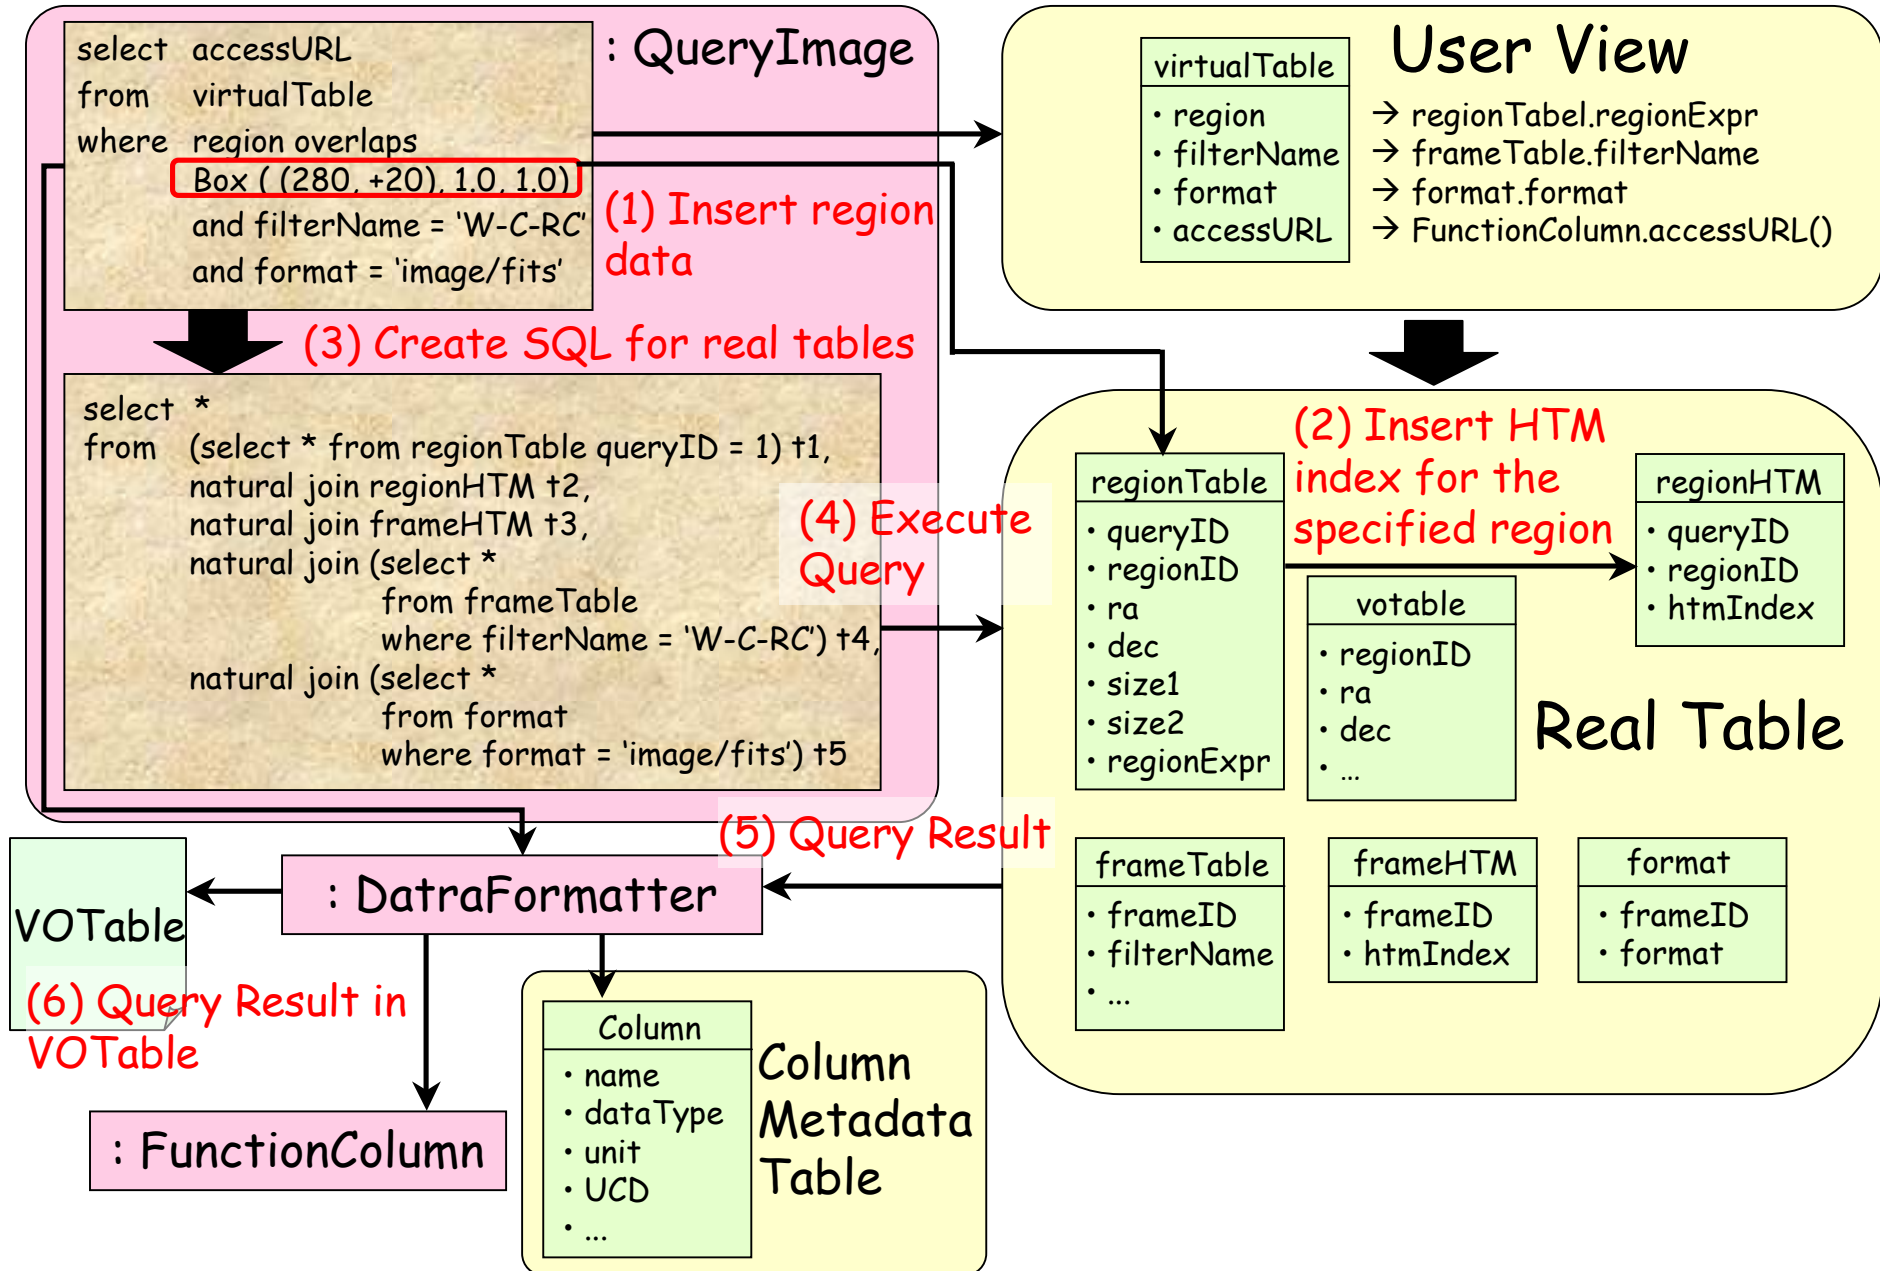 : QueryImage
select accessURL
from virtualTable
where region overlaps
Box ( (280, +20), 1.0, 1.0)
and filterName = ‘W-C-RC’
and format = ‘image/fits’
(1) Insert region
data
(3) Create SQL for real tables
select *
from (select * from regionTable queryID = 1) t1,
natural join regionHTM t2,
natural join frameHTM t3,
natural join (select *
from frameTable
where filterName = ‘W-C-RC’) t4,
natural join (select *
from format
where format = ‘image/fits’) t5
User View
virtualTable
・region → regionTabel.regionExpr
・filterName → frameTable.filterName
・format → format.format
・accessURL → FunctionColumn.accessURL()
(2) Insert HTM
index for the
specified region
(4) Execute
Query
regionTable
・queryID
・regionID
・ra
・dec
・size1
・size2
・regionExpr
regionHTM
・queryID
・regionID
・htmIndex
votable
・regionID
・ra
・dec
・...
Real Table
(5) Query Result
frameTable
・frameID
・filterName
・...
frameHTM
・frameID
・htmIndex
format
・frameID
・format
: DatraFormatter
VOTable
(6) Query Result in
VOTable
: FunctionColumn
Column
・name
・dataType
・unit
・UCD
・...
Column
Metadata
Table